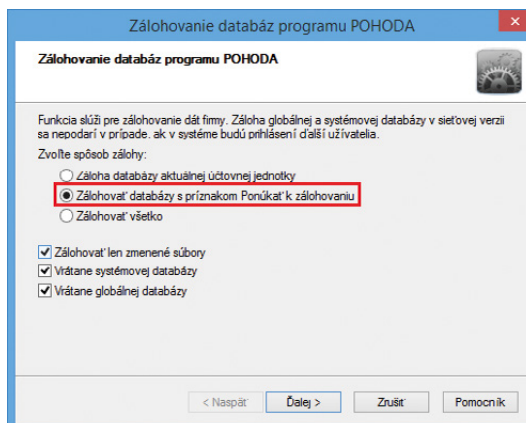 Zálohovanie databáz programu POHODA
Zálohovanie databáz programu POHODA
Funkcia slúži pre zálohovanie dát firmy. Záloha globálnej a systémovej databázy v sieťovej verzii
sa nepodarí v prípade. ak v systéme budú prihlásení ďalší užívatelia.
Zvoľte spôsob zálohy:
Záloha databázy aktuálnej účtovnej jednotky
Zálohovať databázy s príznakom Ponúkať k zálohovaniu
Zálohovať všetko
Zálohovať len zmenené súbory
Vrátane systémovej databázy
Vrátane globálnej databázy
< Naspäť Ďalej > Zrušiť Pomocník